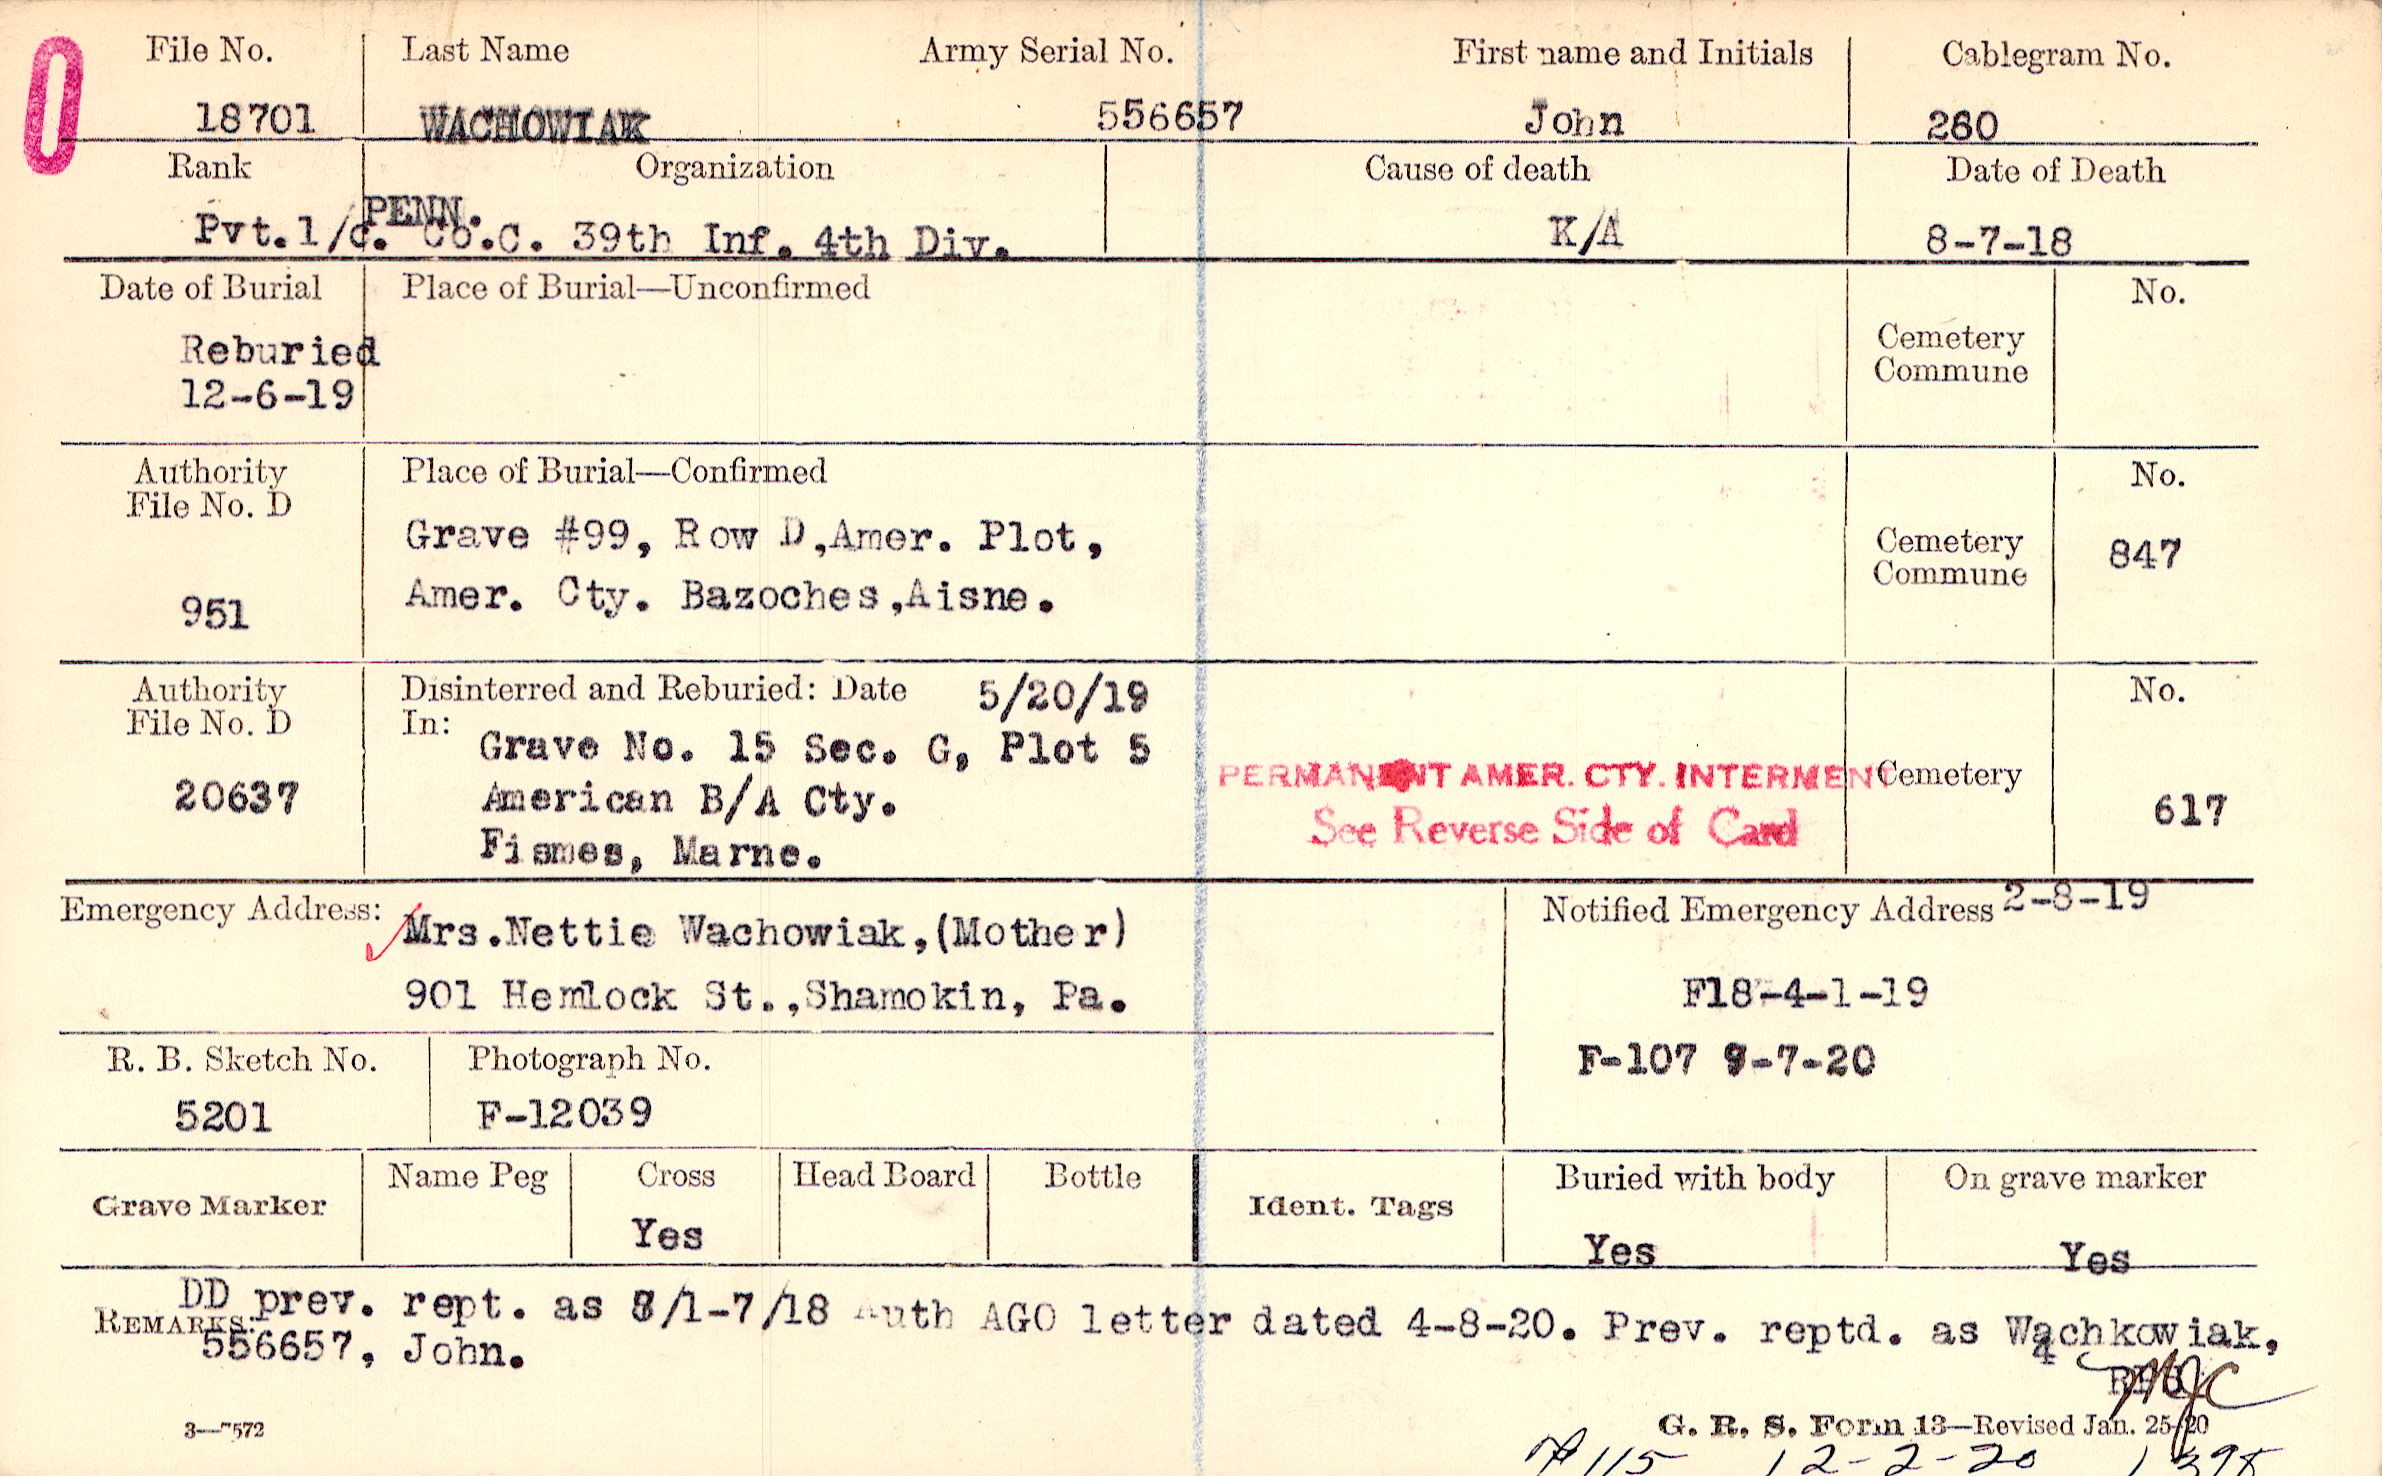 File No. Last Name Army Serial No. First name and Initials Cablegram No.
18701 WACHOWIAK 556657 John 260
Rank Organization Cause of death Date of Death
PENN.
Pvt.1/c. Co.C. 39th Inf. 4th Div. K/A 8-7-18
Date of Burial Place of Burial—Unconfirmed No.
Reburied
12-6-19
Cemetery
Commune
Authority Place of Burial—Confirmed No.
File No. D
Grave #99, Row D,Amer. Plot,
Cemetery 847
Commune
Amer. Cty. Bazoches,Aisne.
951
Authority Disinterred and Reburied: Date 5/20/19 No.
File No. D In:
Grave No. 15 Sec. G, Plot 5
PERMANENT AMER. CTY. INTERMENT Cemetery
20637 American B/A Cty. 617
See Reverse Side of Card
Fismes, Marne.
Emergency Address: Mrs.Nettie Wachowiak,(Mother) Notified Emergency Address 2-8-19
901 Hemlock St.,Shamokin, Pa. F18-4-1-19
R. B. Sketch No. Photograph No. F-107 9-7-20
5201 F-12039
Grave Marker Name Peg Cross Head Board Bottle Ident. Tags Buried with body On grave marker
Yes Yes Yes
REMARKS: DD prev. rept. as 8/1-7/18 Auth AGO letter dated 4-8-20. Prev. reptd. as Wachkowiak,
556657, John.
4
MJC
3—7572 G. R. S. Form 13—Revised Jan. 25-20
115 12-2-20